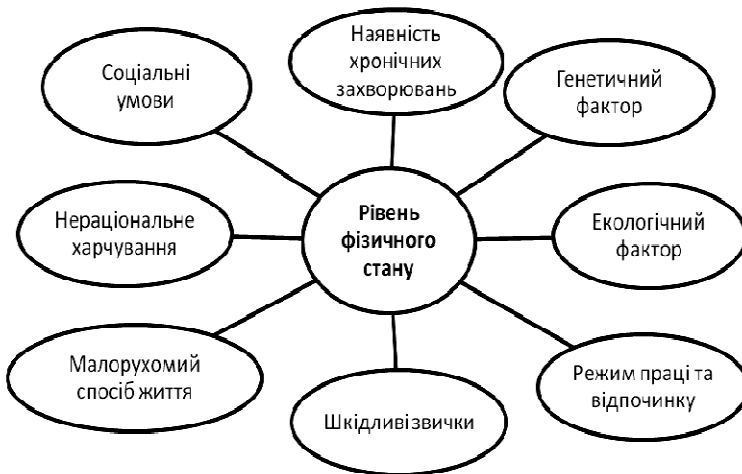 Наявність
хронічних
захворювань
Соціальні
умови
Генетичний
фактор
Рівень
фізичного
стану
Нераціональне
харчування
Екологічний
фактор
Малорухомий
спосіб життя
Шкідливізвички
Режим праці та
відпочинку